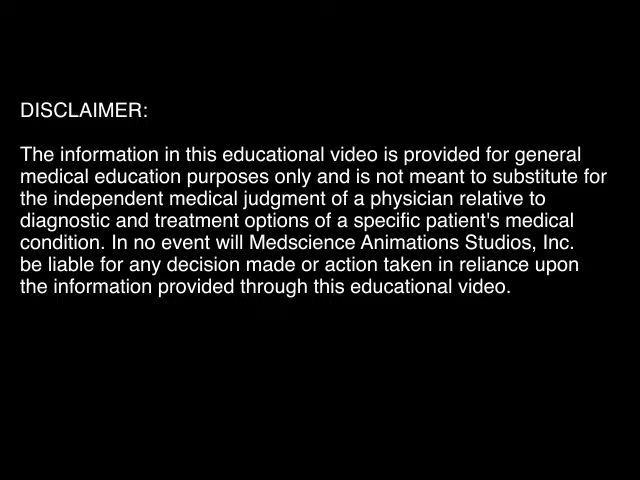 DISCLAIMER:
The information in this educational video is provided for general
medical education purposes only and is not meant to substitute for
the independent medical judgment of a physician relative to
diagnostic and treatment options of a specific patient's medical
condition. In no event will Medscience Animations Studios, Inc.
be liable for any decision made or action taken in reliance upon
the information provided through this educational video.